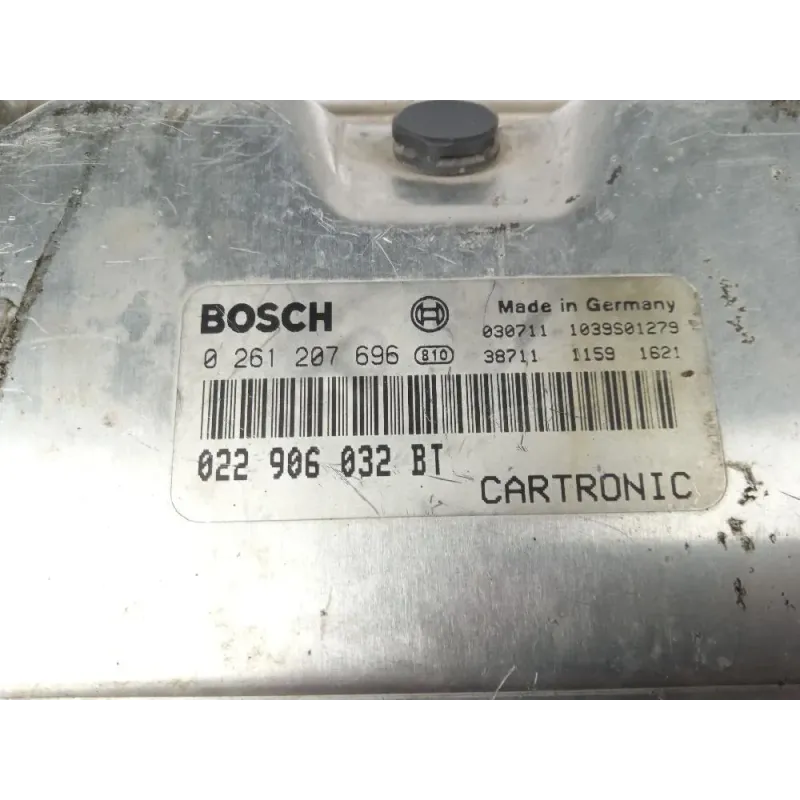 BOSCH
Made in Germany
030711 1039S01279
0 261 207 696 810 38711 1159 1621
022 906 032 BT
CARTRONIC